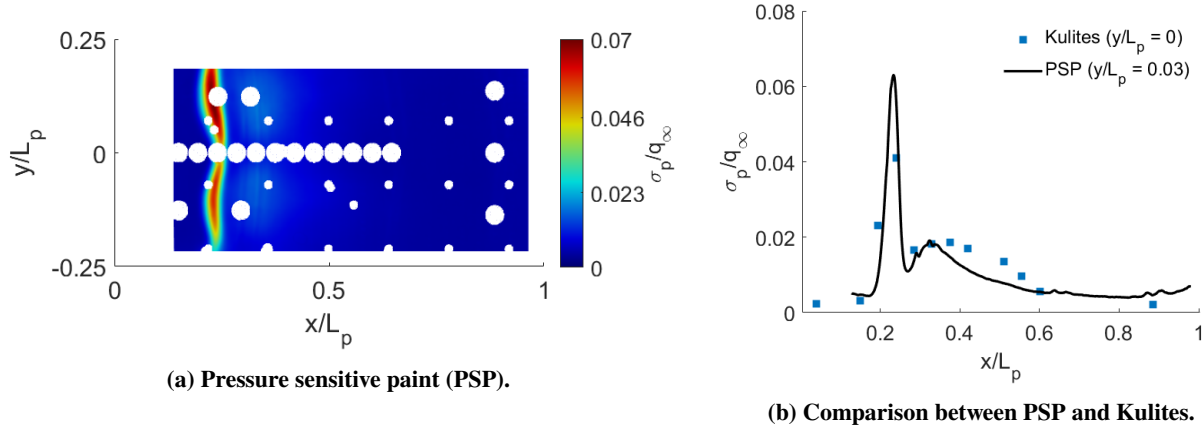 0.25
0
-0.25
y/L_p
0
0.5
1
x/L_p
0.07
0.046
0.023
0
σ_p/q_∞
(a) Pressure sensitive paint (PSP).
0.08
0.06
0.04
0.02
0
σ_p/q_∞
Kulites (y/L_p = 0)
PSP (y/L_p = 0.03)
0.2
0.4
0.6
0.8
1
x/L_p
(b) Comparison between PSP and Kulites.